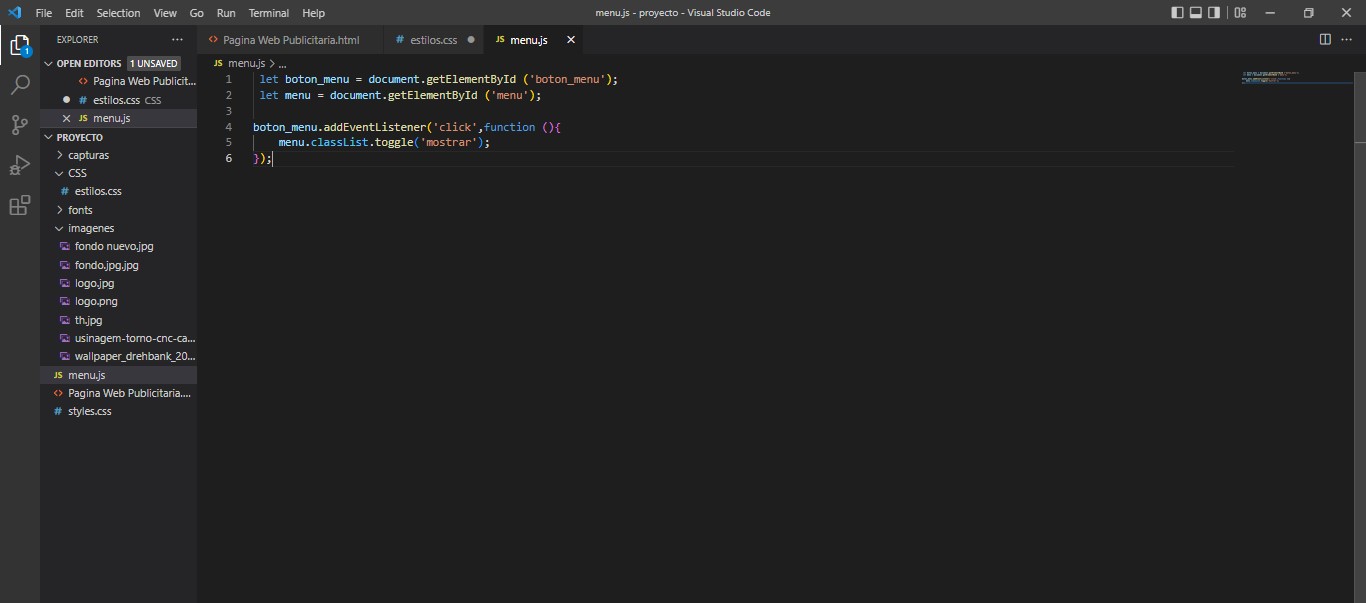 File Edit Selection View Go Run Terminal Help menu.js - proyecto - Visual Studio Code
EXPLORER ...
OPEN EDITORS 1 UNSAVED
Pagina Web Publicit...
# estilos.css CSS
JS menu.js
PROYECTO
capturas
CSS
# estilos.css
fonts
imagenes
fondo nuevo.jpg
fondo.jpg.jpg
logo.jpg
logo.png
th.jpg
usinagem-torno-cnc-ca...
wallpaper_drehbank_20...
JS menu.js
<> Pagina Web Publicitaria....
# styles.css
1
<> Pagina Web Publicitaria.html # estilos.css JS menu.js
JS menu.js > ...
1 let boton_menu = document.getElementById ('boton_menu');
2 let menu = document.getElementById ('menu');
3
4 boton_menu.addEventListener('click',function (){
5 menu.classList.toggle('mostrar');
6 });